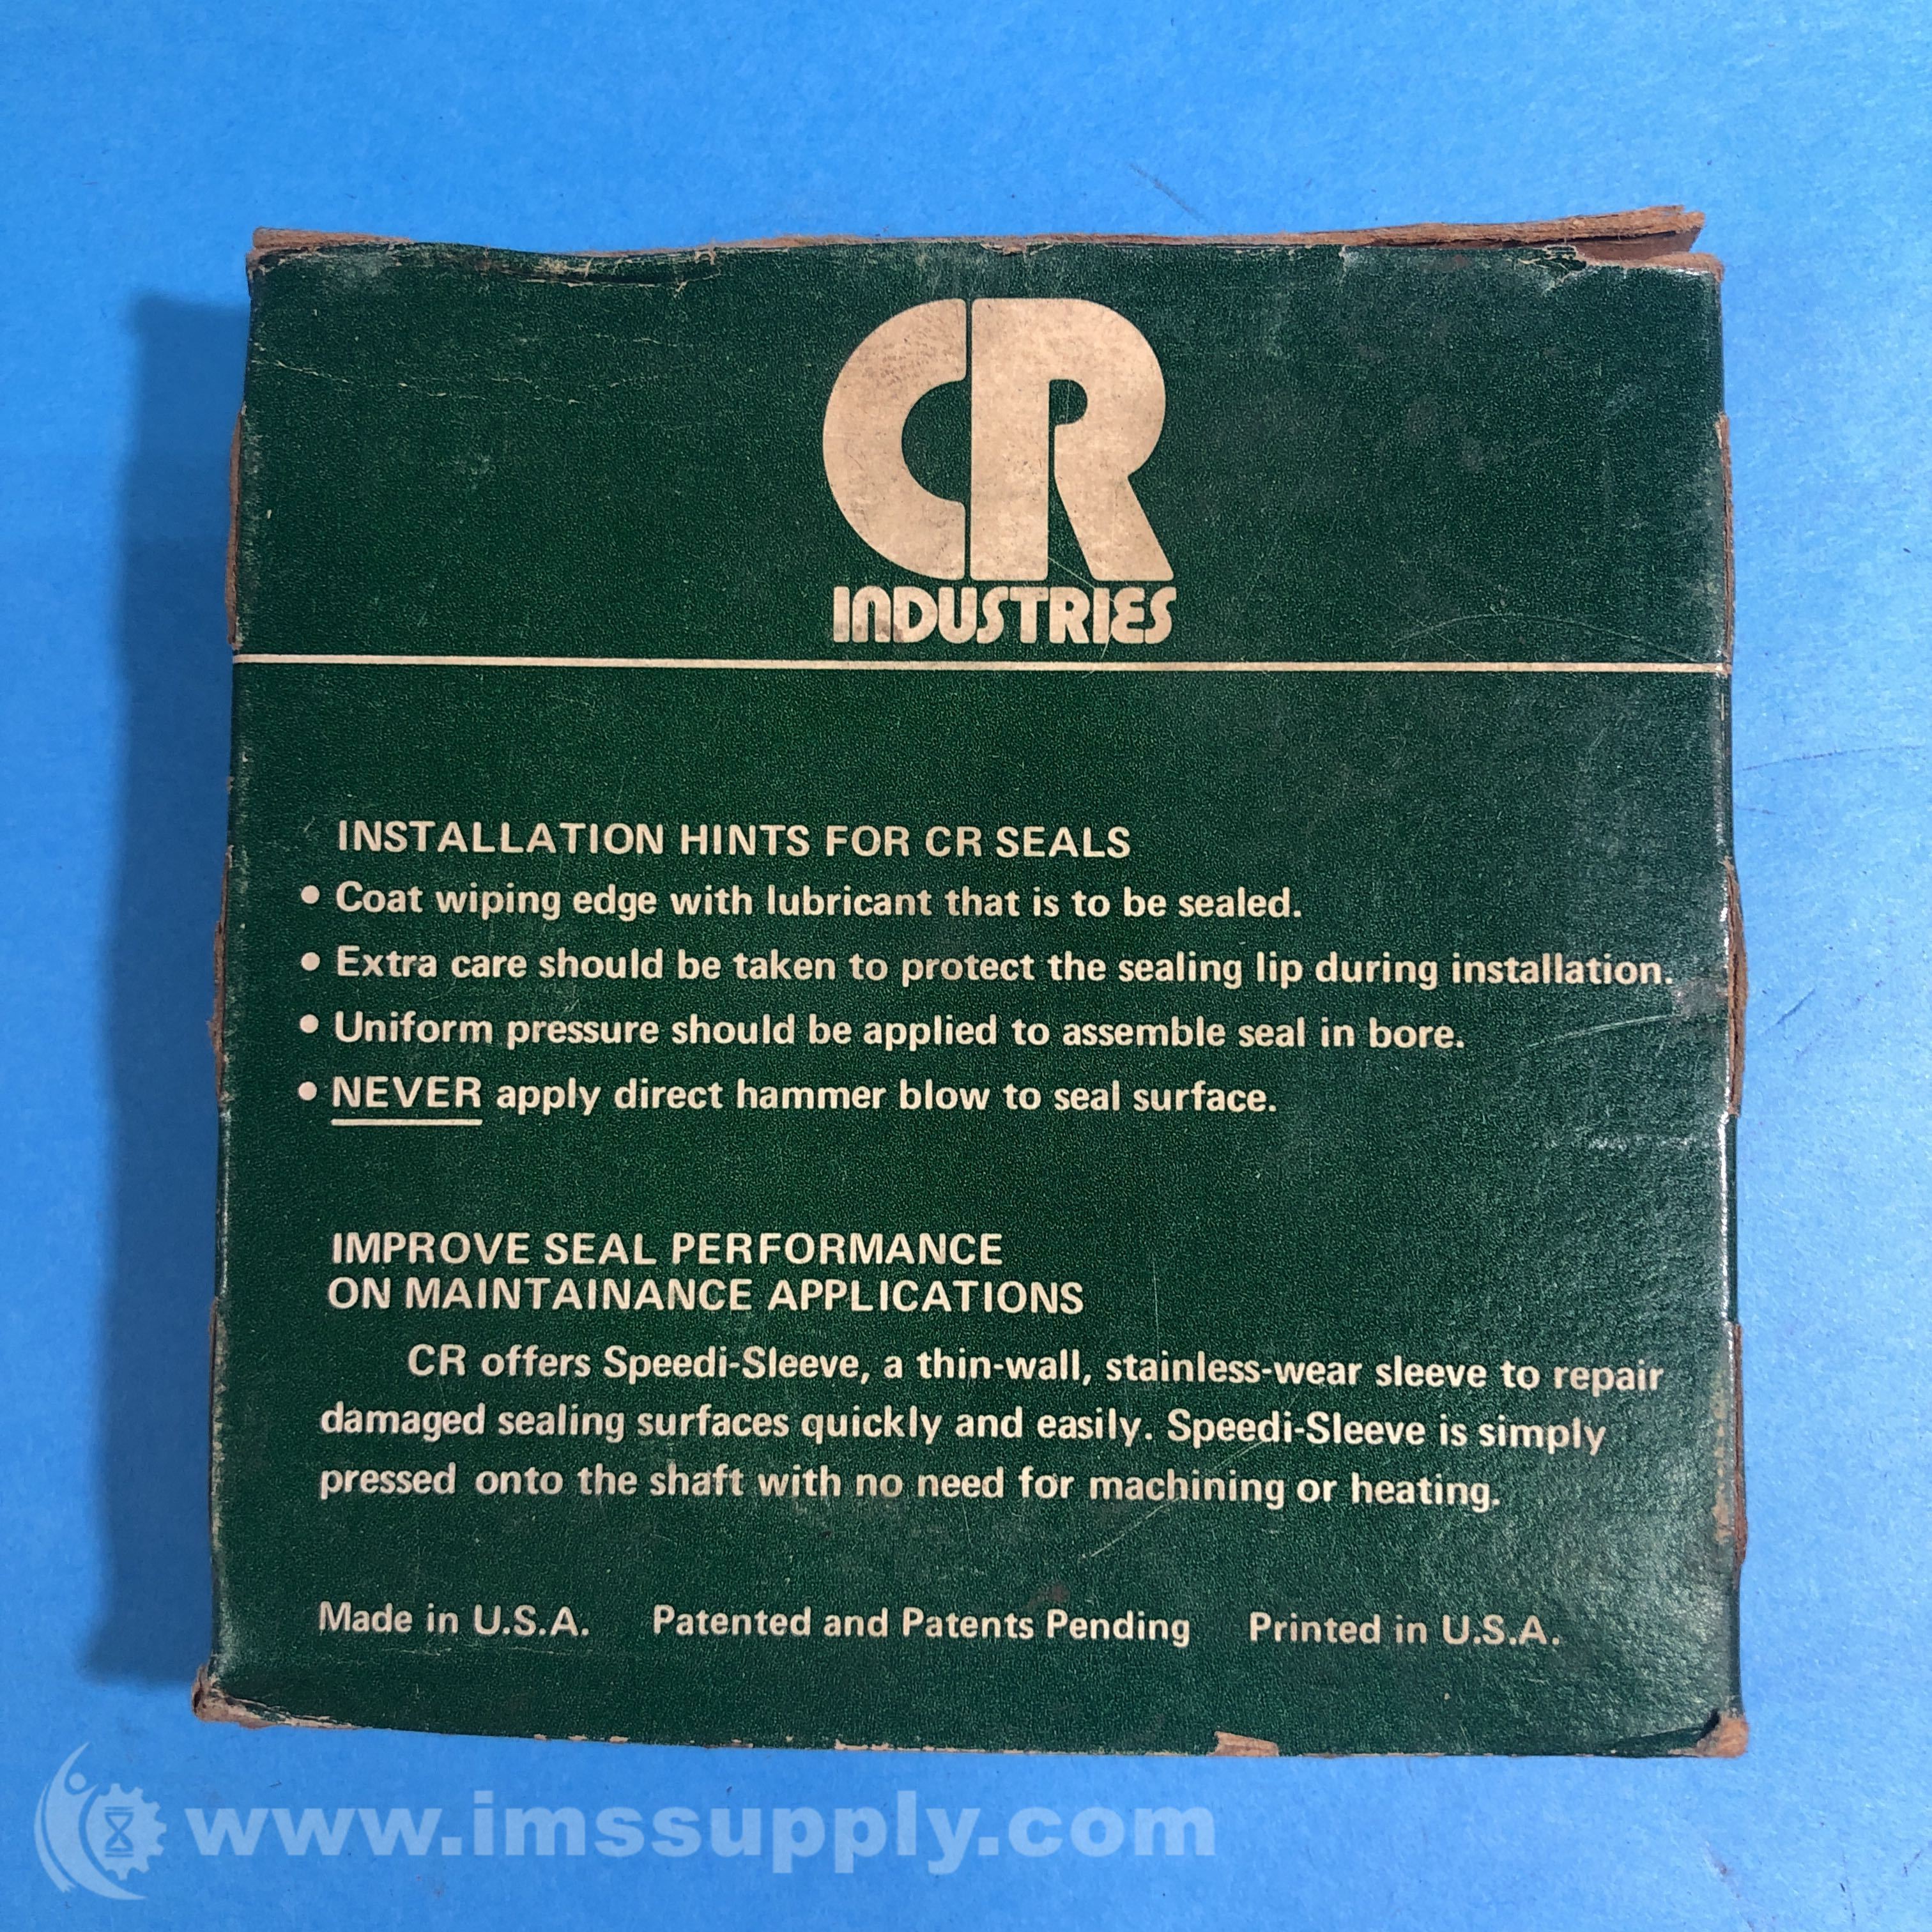 CR
INDUSTRIES
INSTALLATION HINTS FOR CR SEALS
• Coat wiping edge with lubricant that is to be sealed.
• Extra care should be taken to protect the sealing lip during installation.
• Uniform pressure should be applied to assemble seal in bore.
• NEVER apply direct hammer blow to seal surface.
IMPROVE SEAL PERFORMANCE
ON MAINTAINANCE APPLICATIONS
CR offers Speedi-Sleeve, a thin-wall, stainless-wear sleeve to repair
damaged sealing surfaces quickly and easily. Speedi-Sleeve is simply
pressed onto the shaft with no need for machining or heating.
Made in U.S.A. Patented and Patents Pending Printed in U.S.A.
www.imssupply.com